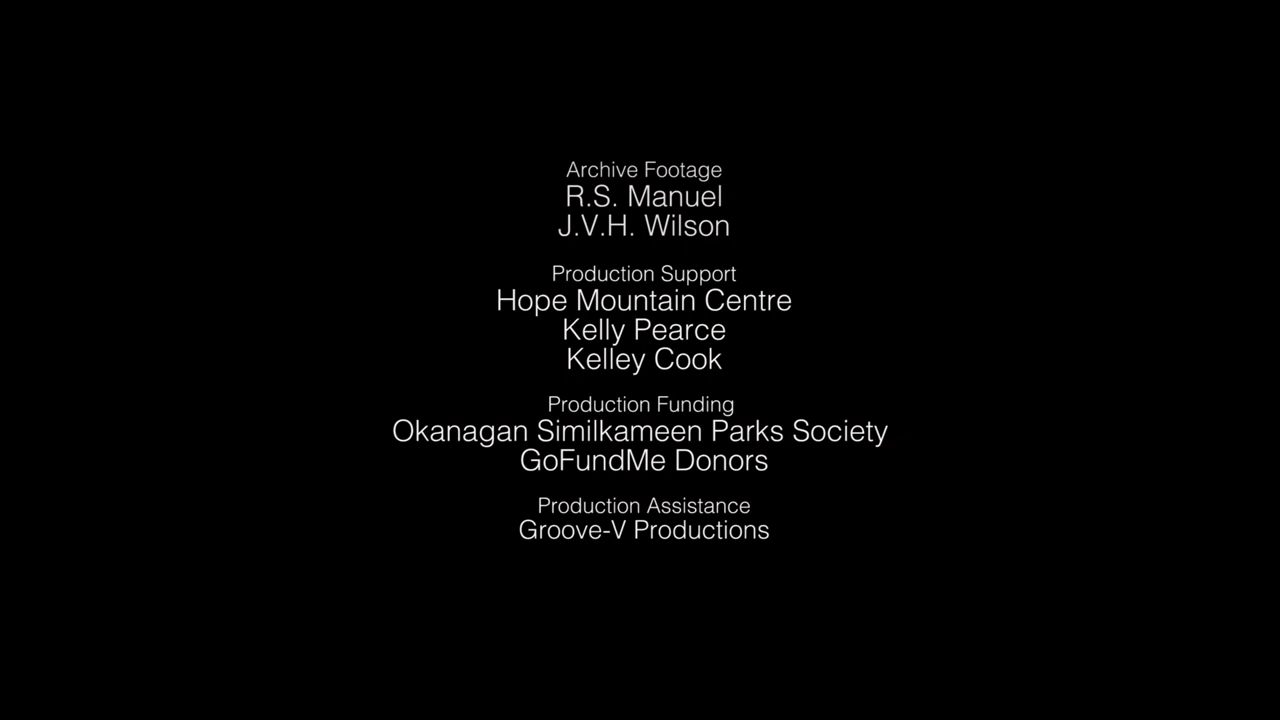 Archive Footage
R.S. Manuel
J.V.H. Wilson
Production Support
Hope Mountain Centre
Kelly Pearce
Kelley Cook
Production Funding
Okanagan Similkameen Parks Society
GoFundMe Donors
Production Assistance
Groove-V Productions